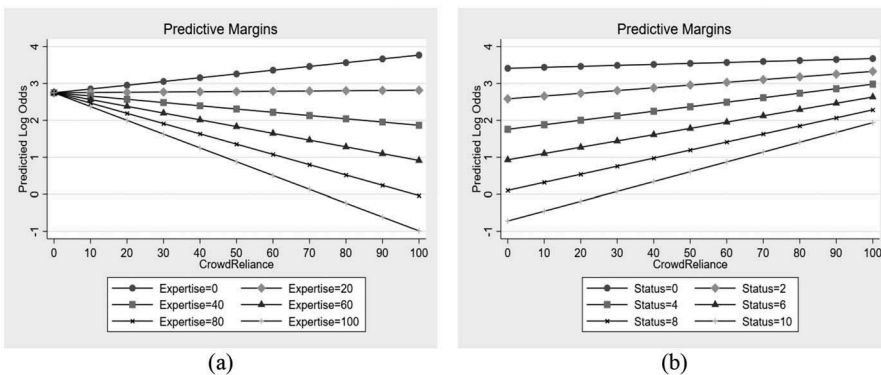 Predictive Margins
Predictied Log Odds
4
3
2
1
0
-1
0 10 20 30 40 50 60 70 80 90 100
CrowdReliance
Expertise=0 Expertise=20
Expertise=40 Expertise=60
Expertise=80 Expertise=100
(a)
Predictive Margins
Predictied Log Odds
4
3
2
1
0
-1
0 10 20 30 40 50 60 70 80 90 100
CrowdReliance
Status=0 Status=2
Status=4 Status=6
Status=8 Status=10
(b)